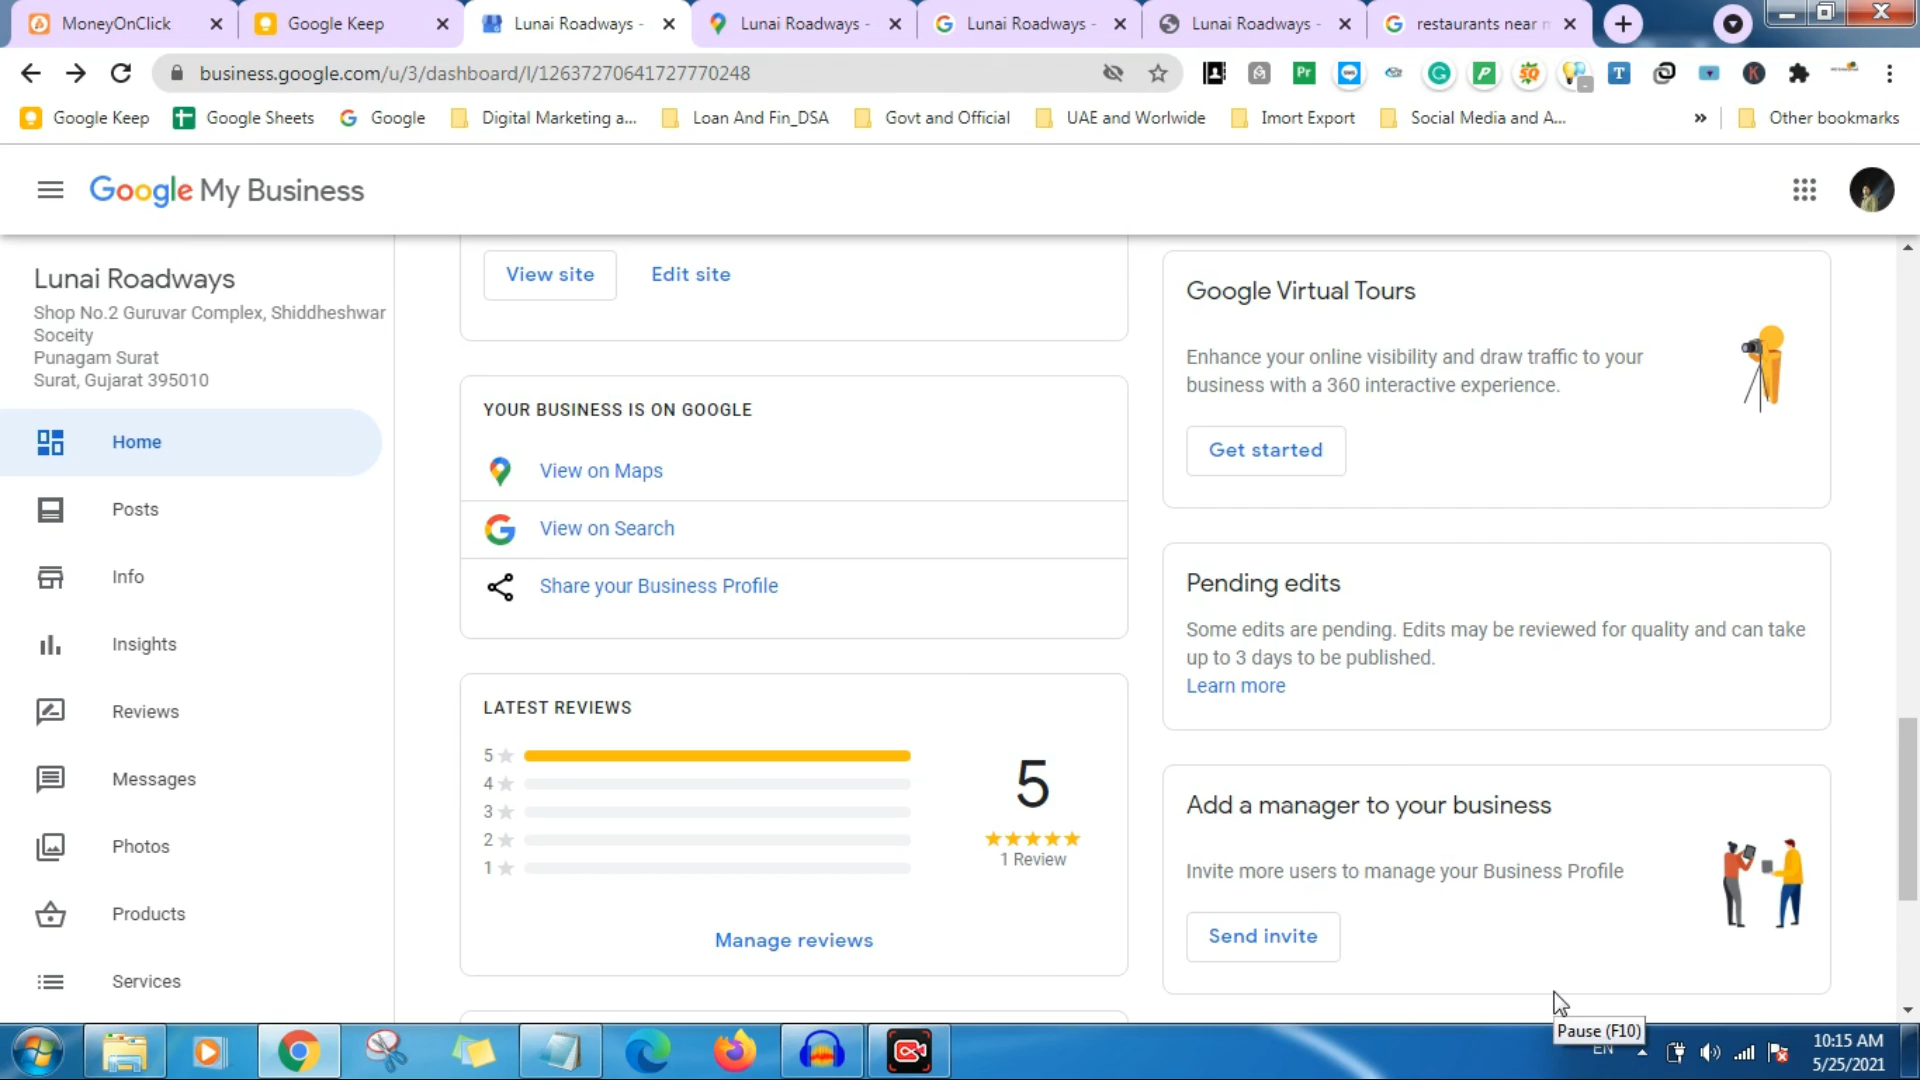 MoneyOnClick
Google Keep
Lunai Roadways -
Lunai Roadways -
Lunai Roadways -
Lunai Roadways -
restaurants near
business.google.com/u/3/dashboard/l/12637270641727770248
Google Keep
Google Sheets
Google
Digital Marketing a...
Loan And Fin_DSA
Govt and Official
UAE and Worlwide
Imort Export
Social Media and A...
»
Other bookmarks
Google My Business
Lunai Roadways
Shop No.2 Guruvar Complex, Shiddheshwar
Soceity
Punagam Surat
Surat, Gujarat 395010
Home
Posts
Info
Insights
Reviews
Messages
Photos
Products
Services
View site
Edit site
YOUR BUSINESS IS ON GOOGLE
View on Maps
View on Search
Share your Business Profile
LATEST REVIEWS
5
4
3
2
1
5
1 Review
Manage reviews
Google Virtual Tours
Enhance your online visibility and draw traffic to your
business with a 360 interactive experience.
Get started
Pending edits
Some edits are pending. Edits may be reviewed for quality and can take
up to 3 days to be published.
Learn more
Add a manager to your business
Invite more users to manage your Business Profile
Send invite
Pause (F10)
EN
10:15 AM
5/25/2021